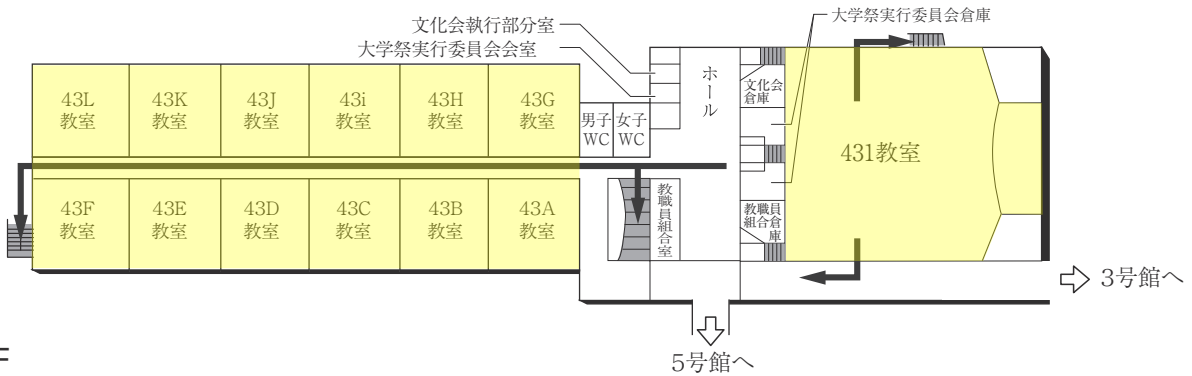 文化会執行部分室
大学祭実行委員会会室
大学祭実行委員会倉庫
43L
教室
43K
教室
43J
教室
43i
教室
43H
教室
43G
教室
男子
WC
女子
WC
ホール
文化会
倉庫
431教室
43F
教室
43E
教室
43D
教室
43C
教室
43B
教室
43A
教室
教職員組合室
教職員
組合倉庫
3号館へ
5号館へ